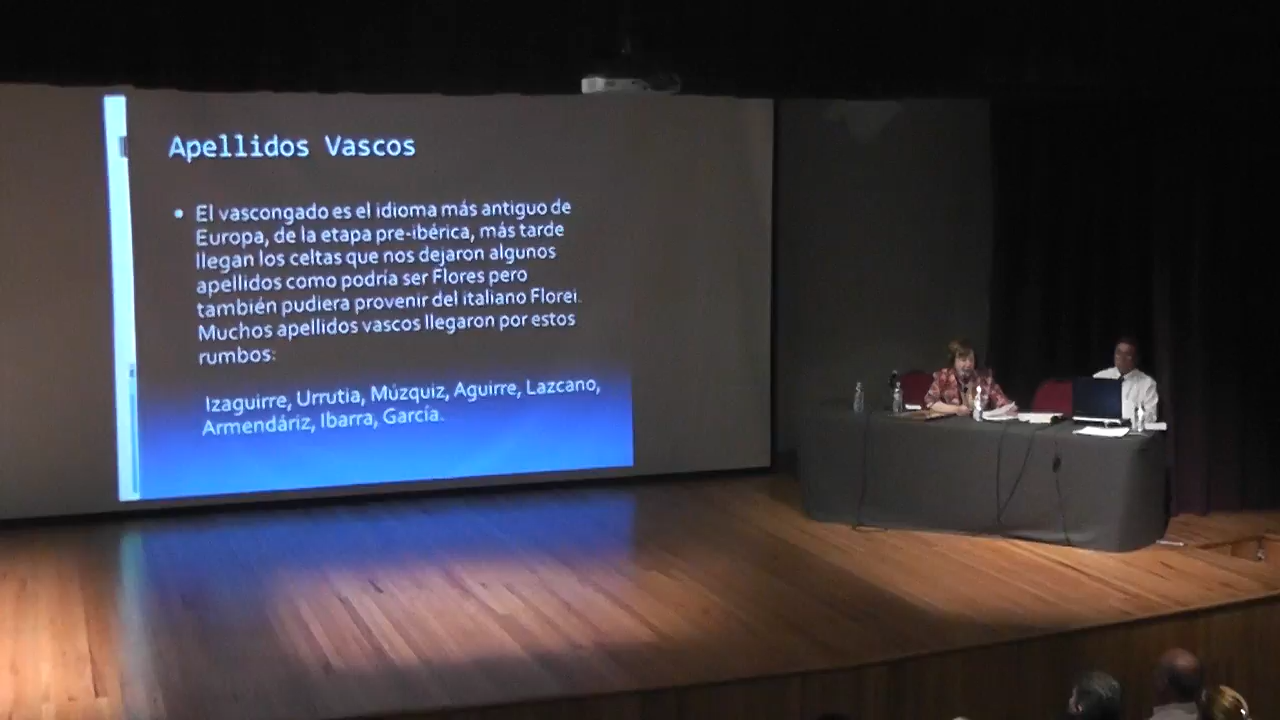 Apellidos Vascos
• El vascongado es el idioma más antiguo de
Europa, de la etapa pre-ibérica, más tarde
llegan los celtas que nos dejaron algunos
apellidos como podría ser Flores pero
también pudiera provenir del italiano Florei.
Muchos apellidos vascos llegaron por estos
rumbos:
Izaguirre, Urrutia, Múzquiz, Aguirre, Lazcano,
Armendáriz, Ibarra, García.